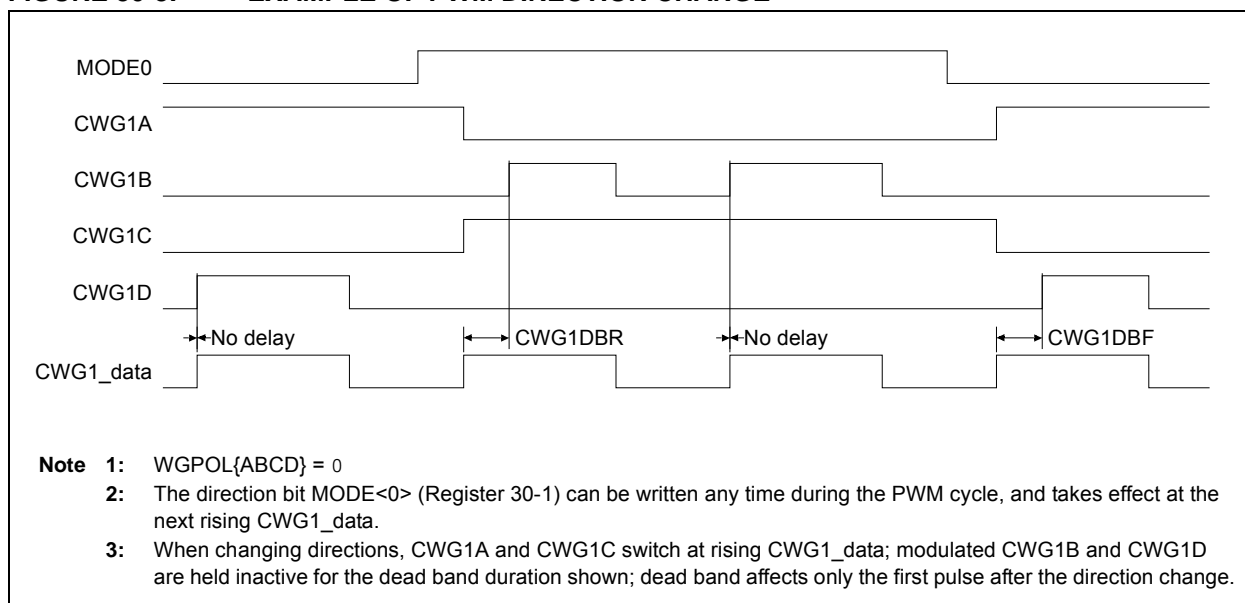 MODE0
CWG1A
CWG1B
CWG1C
CWG1D
No delay
CWG1DBR
No delay
CWG1DBF
CWG1_data
Note 1: WGPOL{ABCD} = 0
2: The direction bit MODE<0> (Register 30-1) can be written any time during the PWM cycle, and takes effect at the
next rising CWG1_data.
3: When changing directions, CWG1A and CWG1C switch at rising CWG1_data; modulated CWG1B and CWG1D
are held inactive for the dead band duration shown; dead band affects only the first pulse after the direction change.